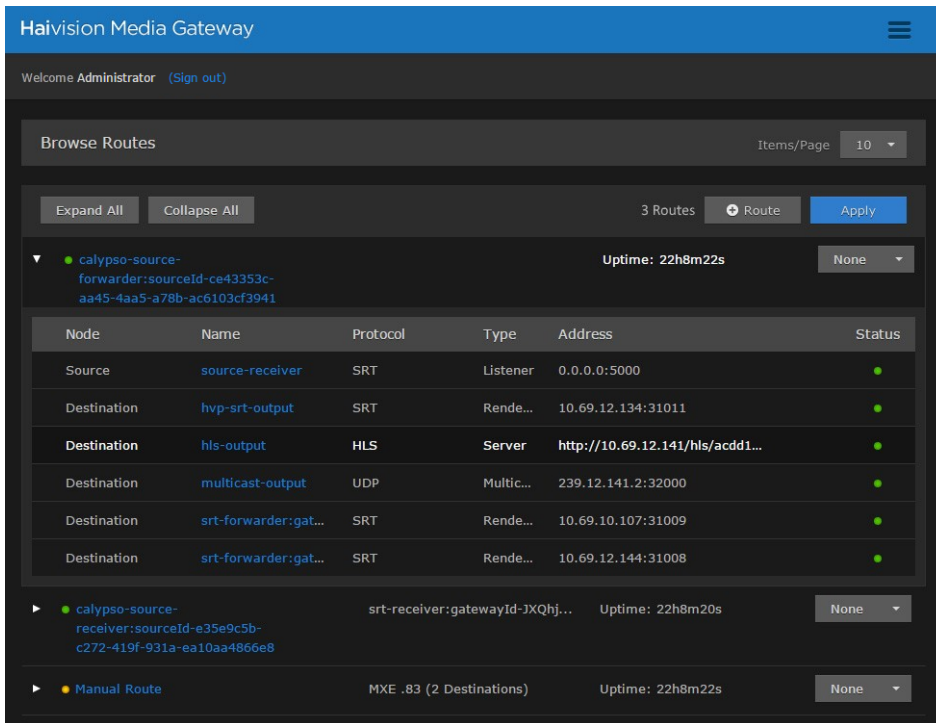 Haivision Media Gateway
Welcome Administrator (Sign out)
Browse Routes Items/Page 10
Expand All Collapse All 3 Routes Route Apply
calypso-source- Uptime: 22h8m22s None
forwarder:sourceId-ce43353c-
aa45-4aa5-a78b-ac6103cf3941
Node Name Protocol Type Address Status
Source source-receiver SRT Listener 0.0.0.0:5000
Destination hvp-srt-output SRT Rende... 10.69.12.134:31011
Destination hls-output HLS Server http://10.69.12.141/hls/acdd1...
Destination multicast-output UDP Multic... 239.12.141.2:32000
Destination srt-forwarder:gat... SRT Rende... 10.69.10.107:31009
Destination srt-forwarder:gat... SRT Rende... 10.69.12.144:31008
calypso-source- srt-receiver:gatewayId-JXQhj... Uptime: 22h8m20s None
receiver:sourceId-e35e9c5b-
c272-419f-931a-ea10aa4866e8
Manual Route MXE .83 (2 Destinations) Uptime: 22h8m22s None